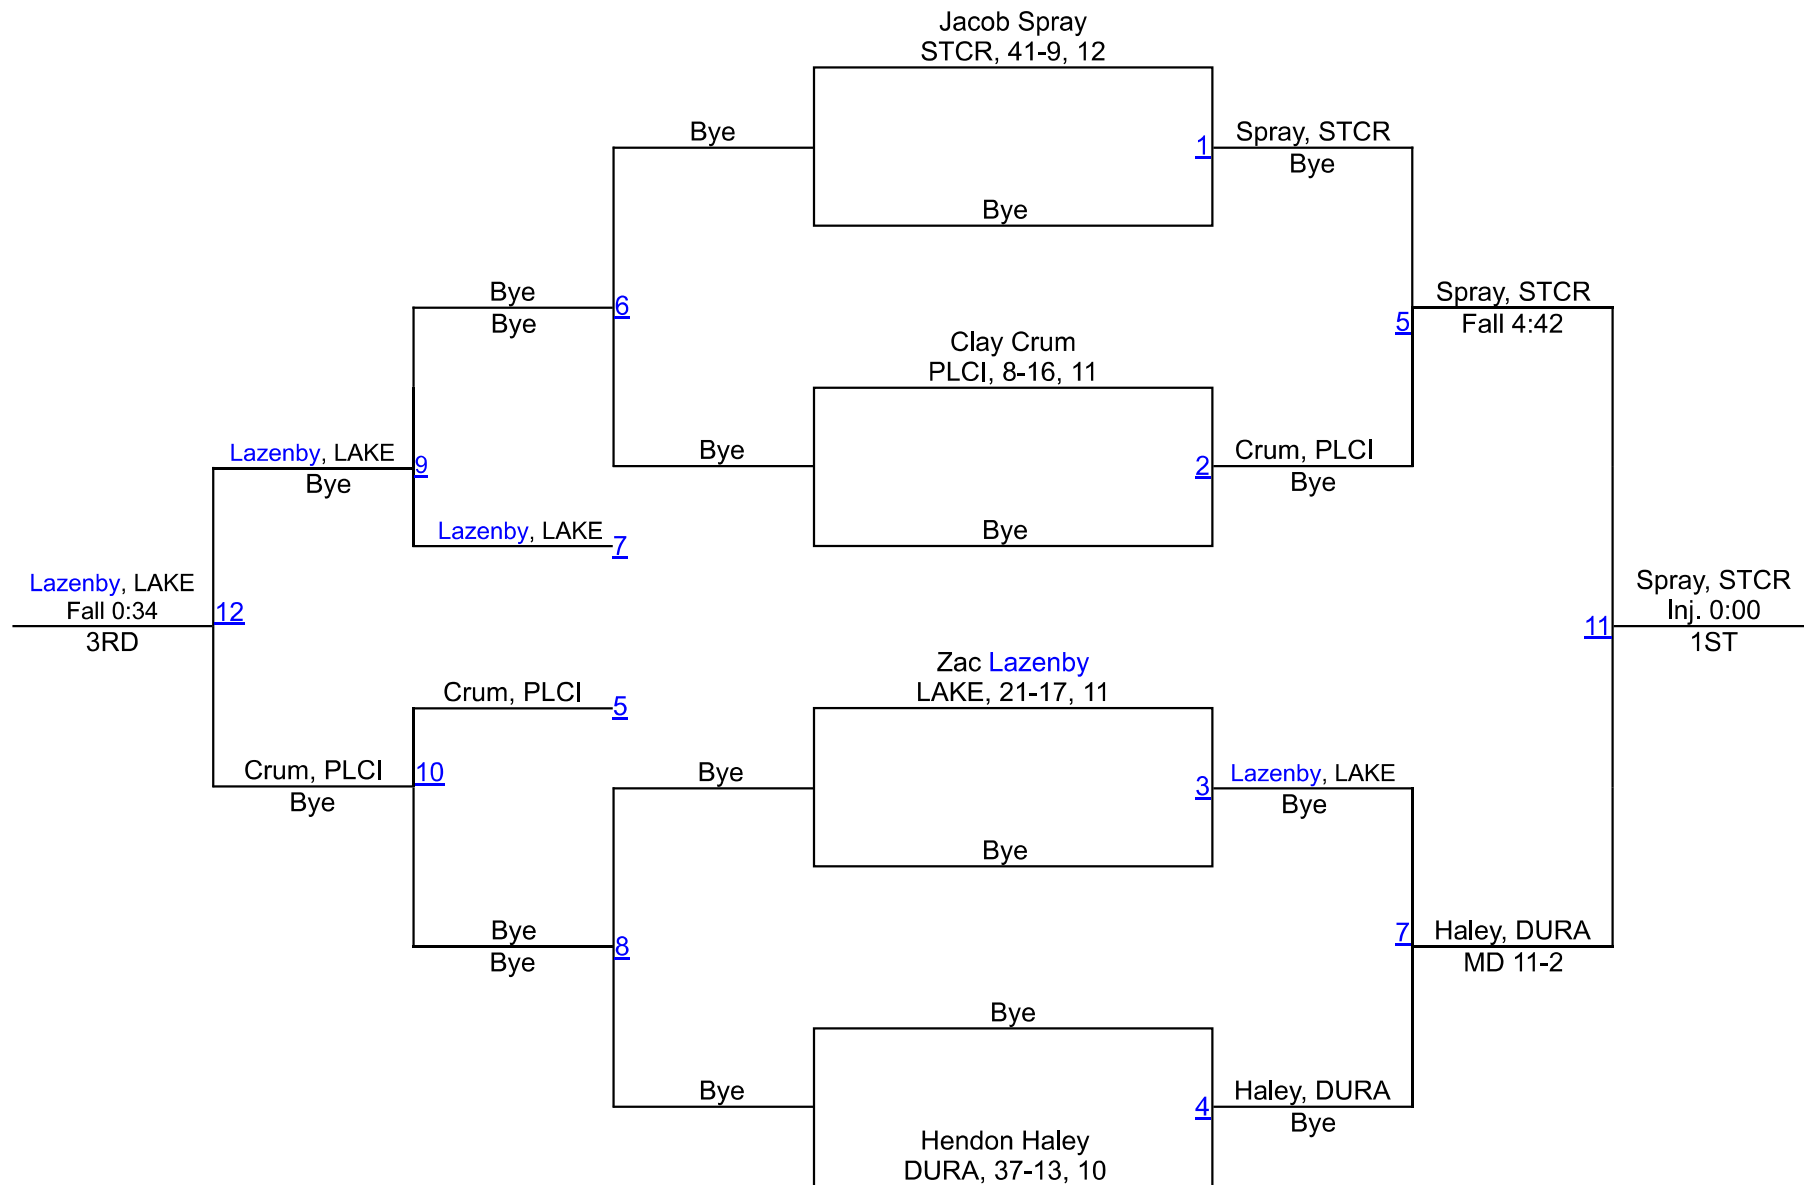 Jacob Spray
STCR, 41-9, 12
Bye
1
Spray, STCR
Bye
Bye
Bye
Bye
6
Spray, STCR
5
Fall 4:42
Clay Crum
PLCI, 8-16, 11
Lazenby, LAKE
Bye
9
Bye
2
Crum, PLCI
Bye
Lazenby, LAKE
7
Bye
Lazenby, LAKE
Fall 0:34
3RD
12
Spray, STCR
Inj. 0:00
1ST
11
Zac Lazenby
LAKE, 21-17, 11
Crum, PLCI
5
Crum, PLCI
Bye
10
Bye
3
Lazenby, LAKE
Bye
Bye
Bye
Bye
8
7
Haley, DURA
MD 11-2
Bye
Bye
4
Haley, DURA
Bye
Hendon Haley
DURA, 37-13, 10